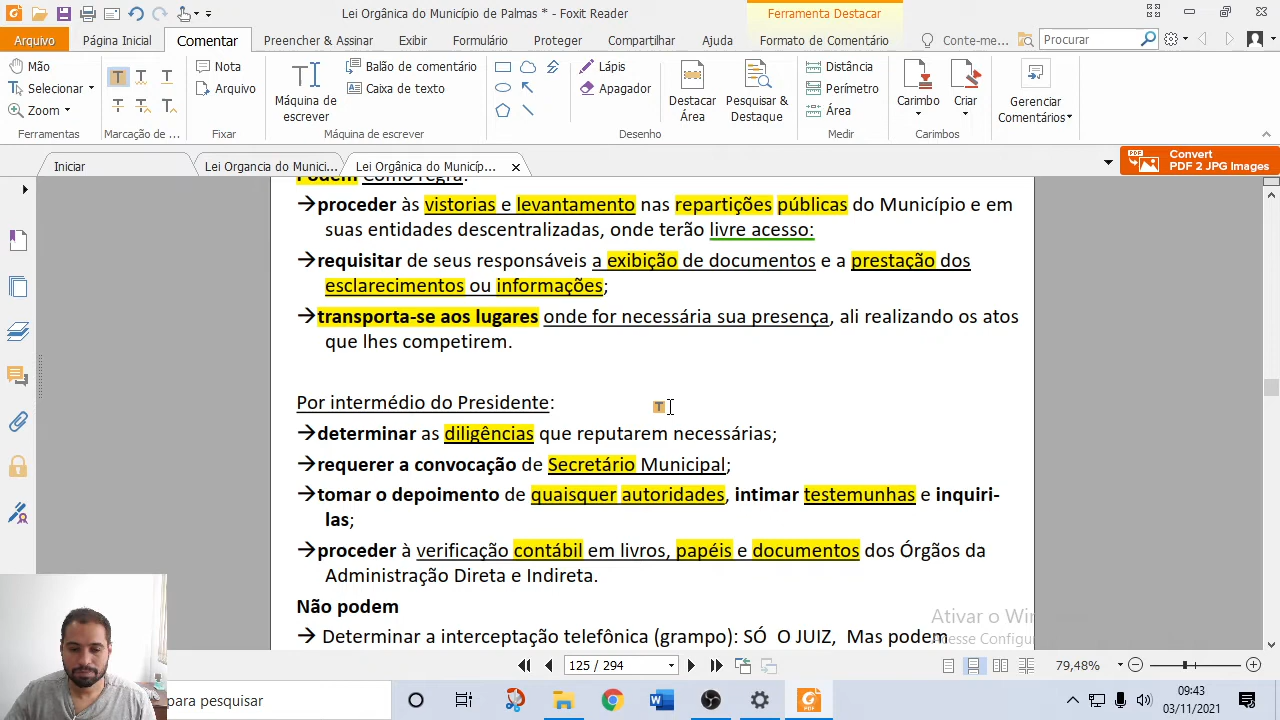 Lei Orgânica do Município de Palmas * - Foxit Reader
Ferramenta Destacar
Arquivo
Página Inicial
Comentar
Preencher & Assinar
Exibir
Formulário
Proteger
Compartilhar
Ajuda
Formato de Comentário
Conte-me...
Procurar
Mão
Selecionar
Zoom
Ferramentas
Marcação de ...
Nota
Arquivo
Fixar
Máquina de escrever
Balão de comentário
Caixa de texto
Máquina de escrever
Lápis
Apagador
Desenho
Destacar Área
Pesquisar & Destaque
Distância
Perímetro
Área
Medir
Carimbo
Criar
Carimbos
Gerenciar Comentários
Iniciar
Lei Organcia do Munici...
Lei Orgânica do Municíp...
Convert
PDF 2 JPG Images
Podem Como regra:
→proceder às vistorias e levantamento nas repartições públicas do Município e em
suas entidades descentralizadas, onde terão livre acesso:
→requisitar de seus responsáveis a exibição de documentos e a prestação dos
esclarecimentos ou informações;
→transporta-se aos lugares onde for necessária sua presença, ali realizando os atos
que lhes competirem.
Por intermédio do Presidente:
→determinar as diligências que reputarem necessárias;
→requerer a convocação de Secretário Municipal;
→tomar o depoimento de quaisquer autoridades, intimar testemunhas e inquiri-
las;
→proceder à verificação contábil em livros, papéis e documentos dos Órgãos da
Administração Direta e Indireta.
Não podem
→ Determinar a interceptação telefônica (grampo): SÓ O JUIZ, Mas podem
Ativar o Win
Acesse Configu
125 / 294
79,48%
para pesquisar
09:43
03/11/2021